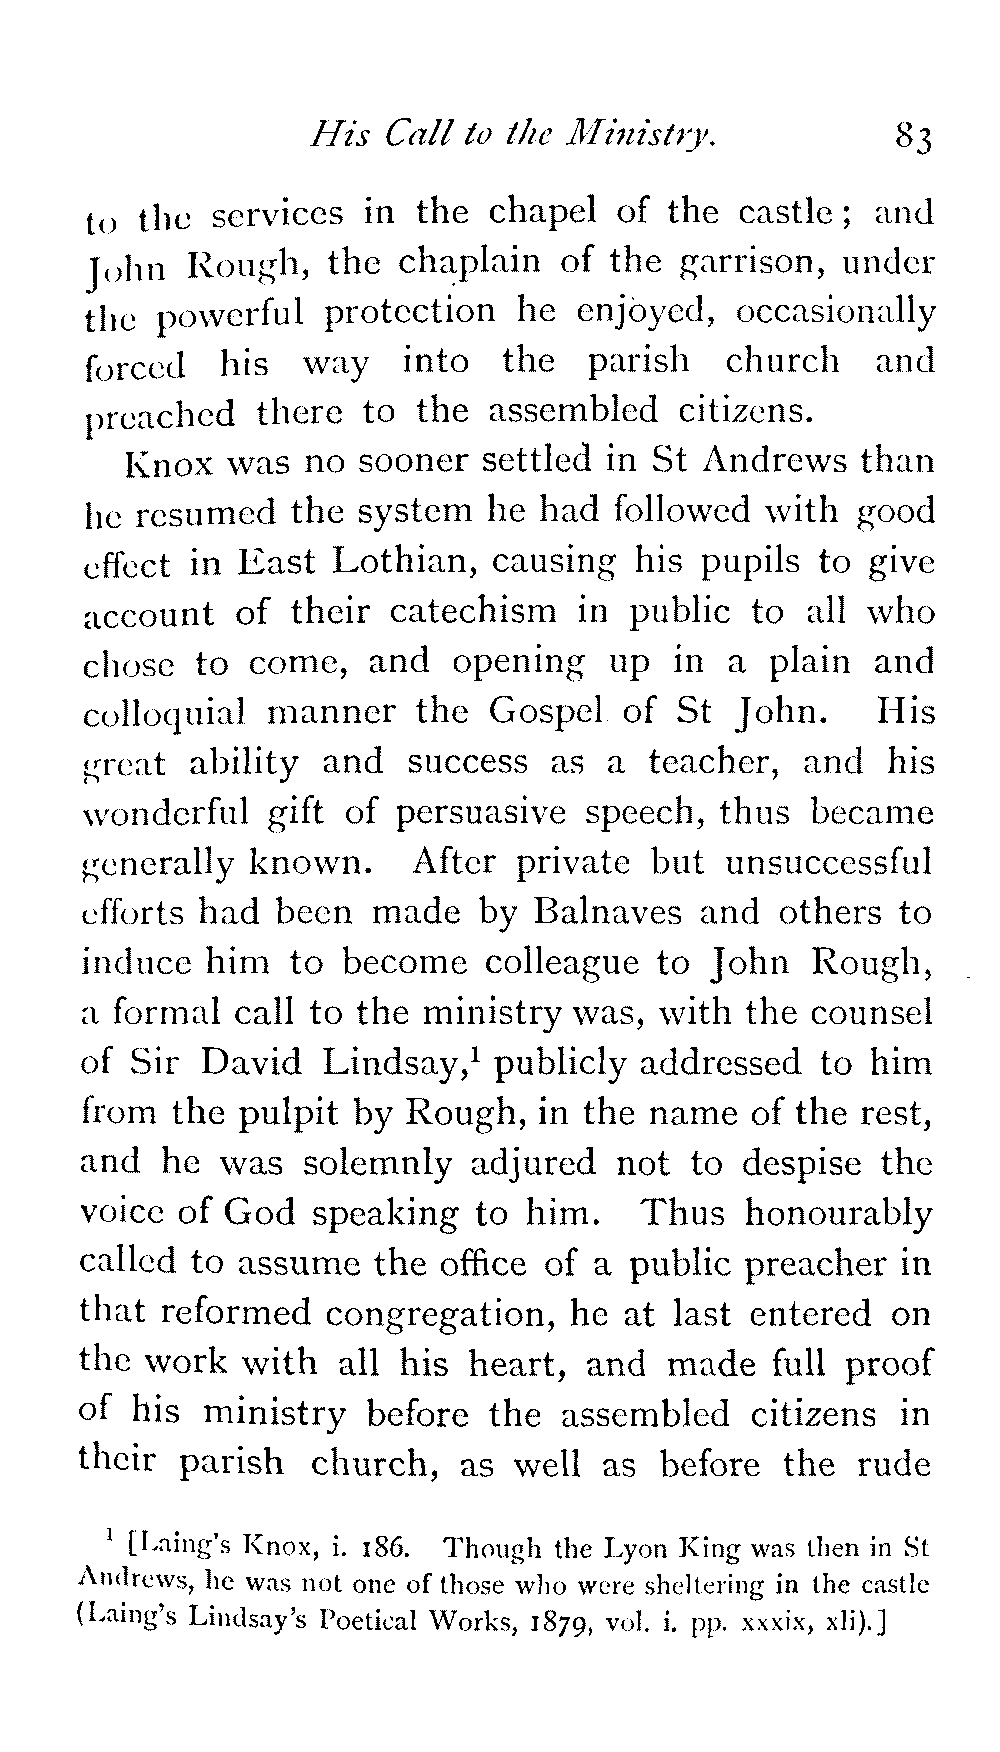 His Call to the Ministry. 83
to the services in the chapel of the castle; and
John Rough, the chaplain of the garrison, under
the powerful protection he enjoyed, occasionally
forced his way into the parish church and
preached there to the assembled citizens.
Knox was no sooner settled in St Andrews than
he resumed the system he had followed with good
effect in East Lothian, causing his pupils to give
account of their catechism in public to all who
chose to come, and opening up in a plain and
colloquial manner the Gospel of St John. His
great ability and success as a teacher, and his
wonderful gift of persuasive speech, thus became
generally known. After private but unsuccessful
efforts had been made by Balnaves and others to
induce him to become colleague to John Rough,
a formal call to the ministry was, with the counsel
of Sir David Lindsay,¹ publicly addressed to him
from the pulpit by Rough, in the name of the rest,
and he was solemnly adjured not to despise the
voice of God speaking to him. Thus honourably
called to assume the office of a public preacher in
that reformed congregation, he at last entered on
the work with all his heart, and made full proof
of his ministry before the assembled citizens in
their parish church, as well as before the rude
¹ [Laing's Knox, i. 186. Though the Lyon King was then in St
Andrews, he was not one of those who were sheltering in the castle
(Laing's Lindsay's Poetical Works, 1879, vol. i. pp. xxxix, xli).]